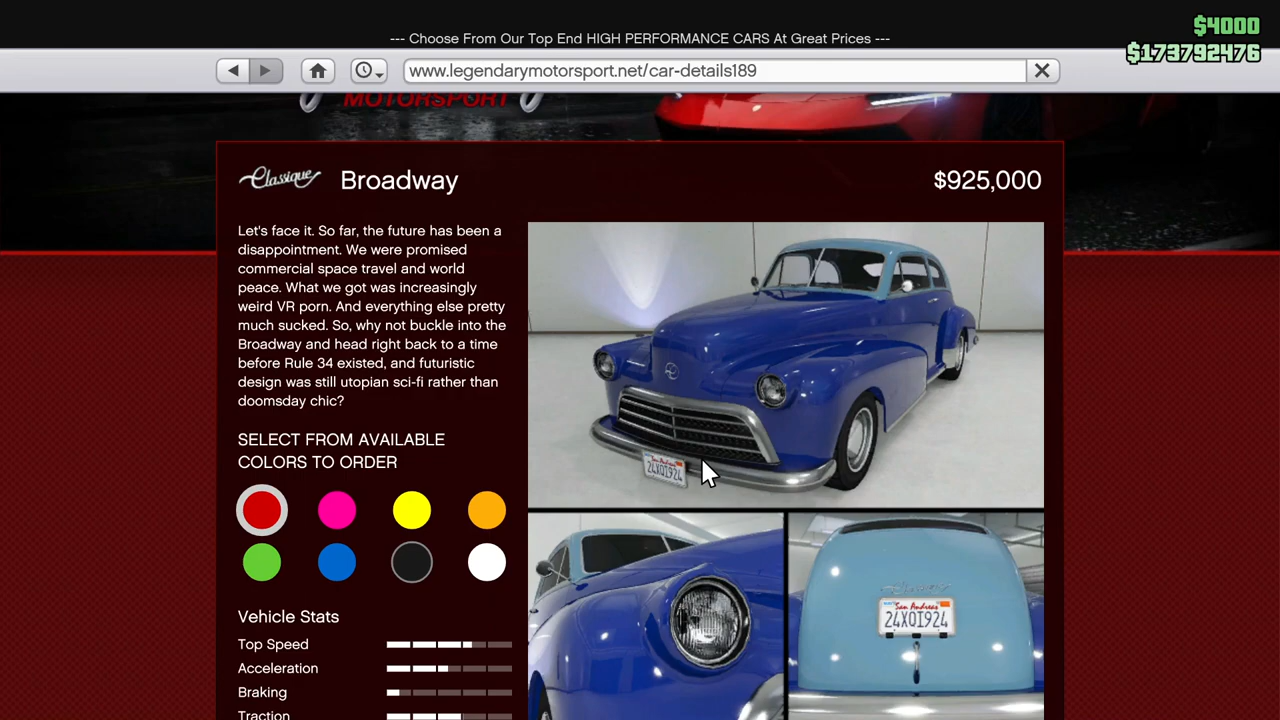 $4000
--- Choose From Our Top End HIGH PERFORMANCE CARS At Great Prices ---
$173792476
www.legendarymotorsport.net/car-details189
MOTORSPORT
Classique
Broadway
$925,000
Let's face it. So far, the future has been a
disappointment. We were promised
commercial space travel and world
peace. What we got was increasingly
weird VR porn. And everything else pretty
much sucked. So, why not buckle into the
Broadway and head right back to a time
before Rule 34 existed, and futuristic
design was still utopian sci-fi rather than
doomsday chic?
SELECT FROM AVAILABLE
COLORS TO ORDER
Vehicle Stats
Top Speed
Acceleration
Braking
Traction
San Andreas
24XOI924
Classique
San Andreas
24XOI924